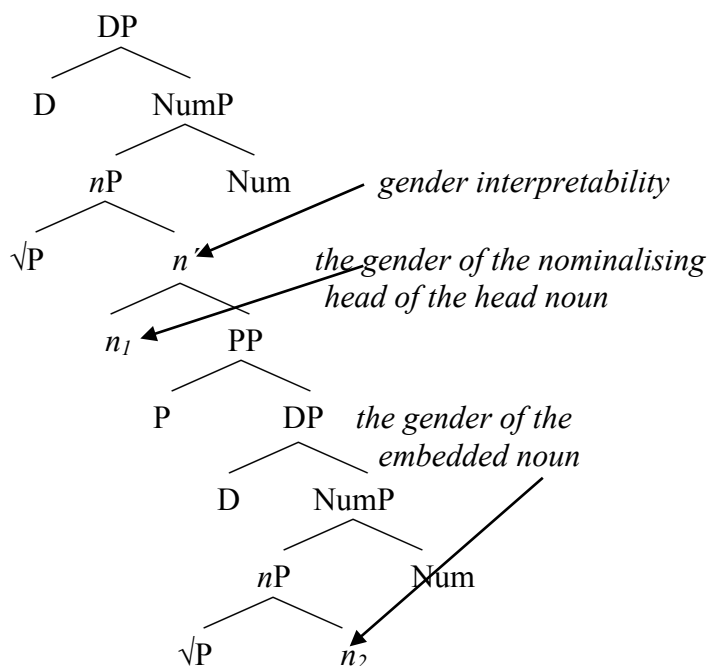 DP
D NumP
nP Num gender interpretability
√P n´ the gender of the nominalising
head of the head noun
n1 PP
P DP the gender of the
embedded noun
D NumP
nP Num
√P n2